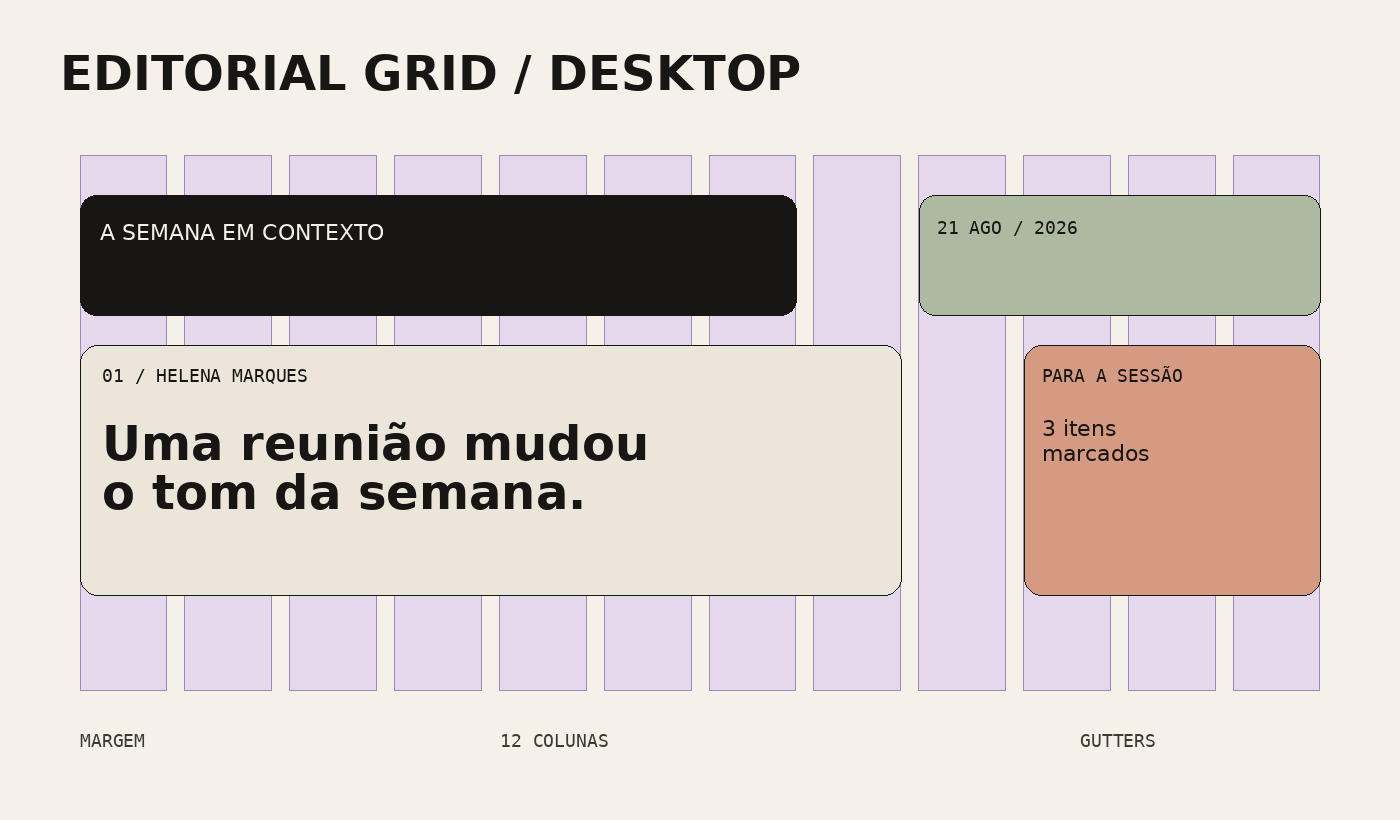 EDITORIAL GRID / DESKTOP
A SEMANA EM CONTEXTO
21 AGO / 2026
01 / HELENA MARQUES
Uma reunião mudou
o tom da semana.
PARA A SESSÃO
3 itens
marcados
MARGEM
12 COLUNAS
GUTTERS